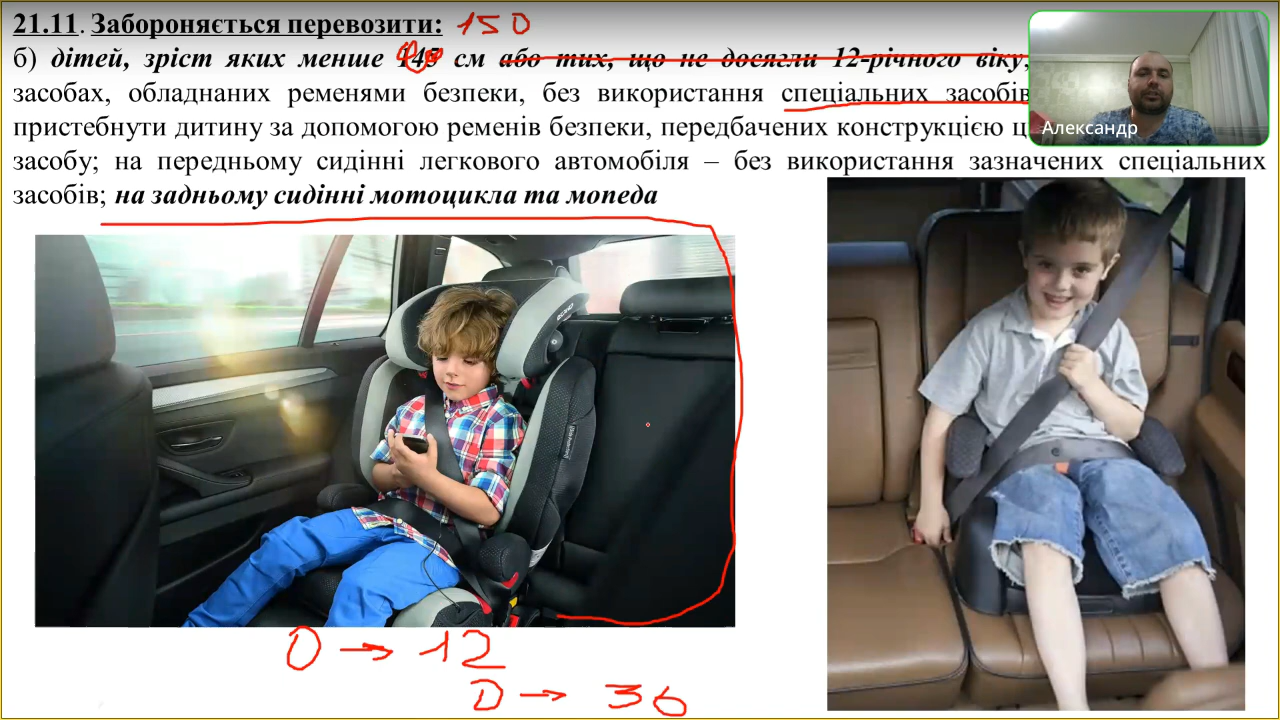 21.11. Забороняється перевозити: 150
б) дітей, зріст яких менше 145 см або тих, що не досягли 12-річного віку,
засобах, обладнаних ременями безпеки, без використання спеціальних засобів
пристебнути дитину за допомогою ременів безпеки, передбачених конструкцією ц
засобу; на передньому сидінні легкового автомобіля – без використання зазначених спеціальних
засобів; на задньому сидінні мотоцикла та мопеда
Александр
0 → 12
0 → 36